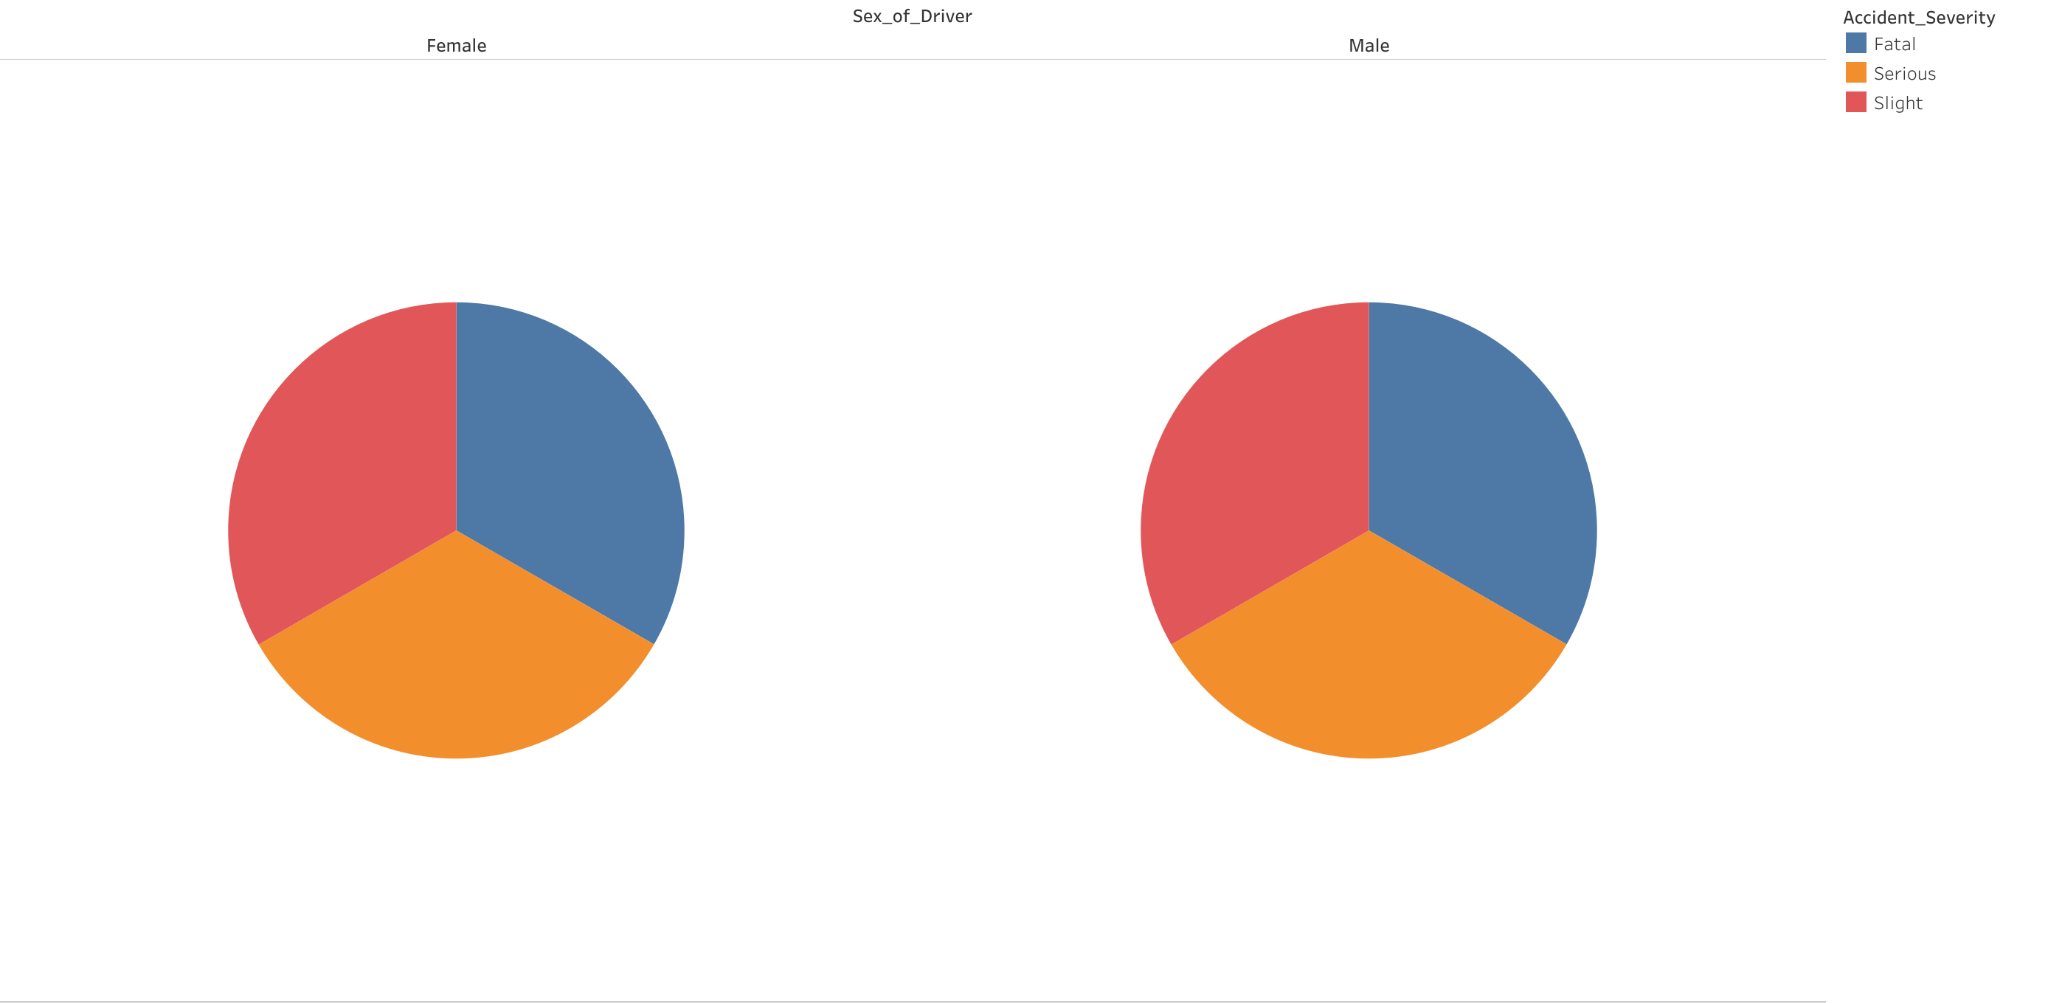 Sex_of_Driver
Female
Male
Accident_Severity
Fatal
Serious
Slight